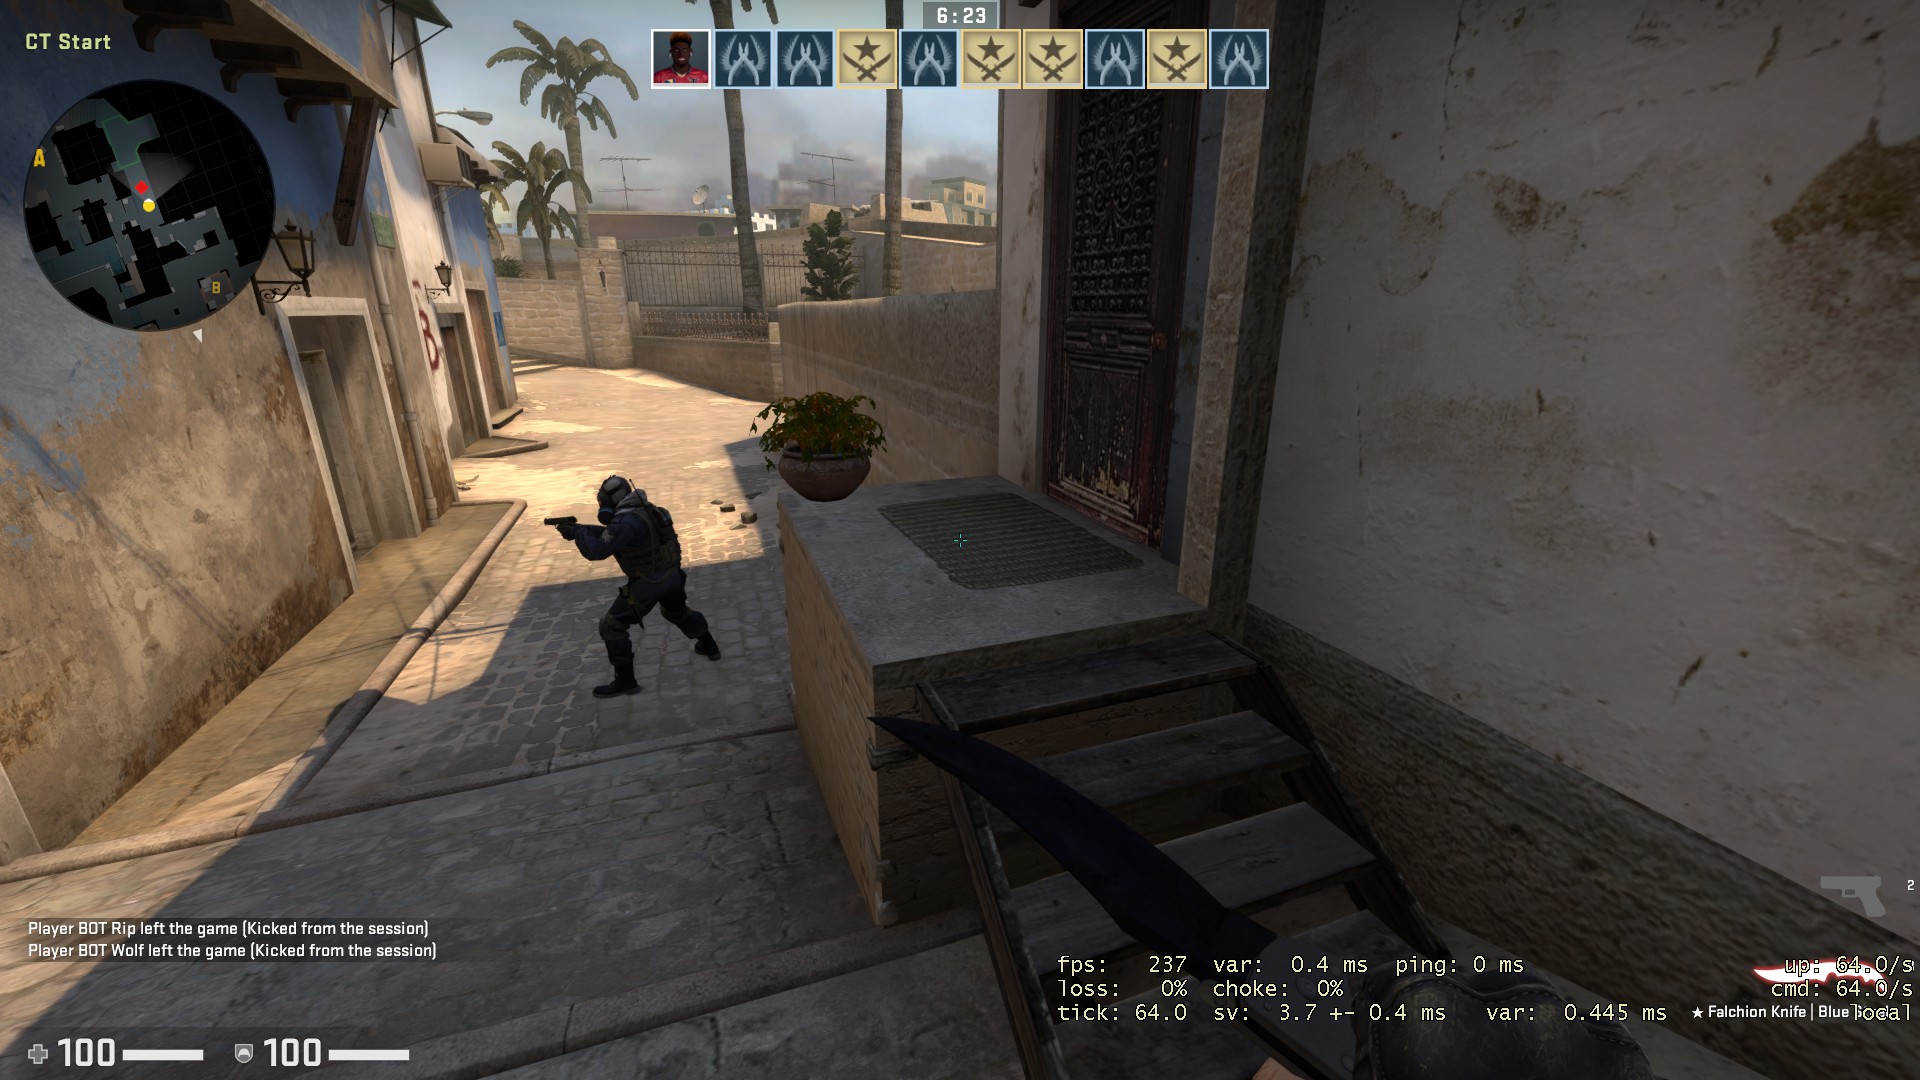 6:23
CT Start
A
B
Player BOT Rip left the game (Kicked from the session)
Player BOT Wolf left the game (Kicked from the session)
2
fps: 237 var: 0.4 ms ping: 0 ms
up: 64.0/s
loss: 0% choke: 0%
cmd: 64.0/s
tick: 64.0 sv: 3.7 +- 0.4 ms var: 0.445 ms
★ Falchion Knife | Blue
local
100
100